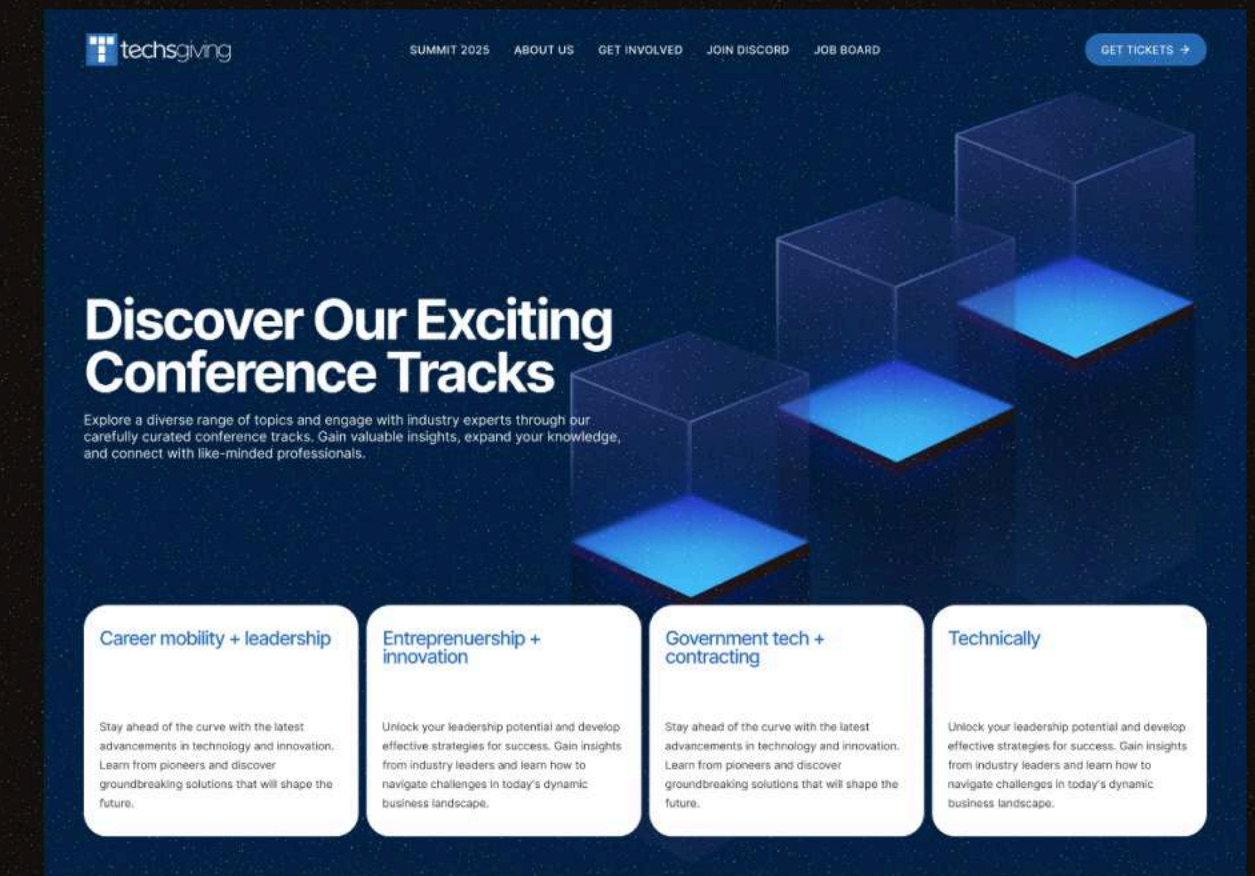 techsgiving
SUMMIT 2025
ABOUT US
GET INVOLVED
JOIN DISCORD
JOB BOARD
GET TICKETS →
Discover Our Exciting
Conference Tracks
Explore a diverse range of topics and engage with industry experts through our
carefully curated conference tracks. Gain valuable insights, expand your knowledge,
and connect with like-minded professionals.
Career mobility + leadership
Stay ahead of the curve with the latest
advancements in technology and innovation.
Learn from pioneers and discover
groundbreaking solutions that will shape the
future.
Entreprenuership +
innovation
Unlock your leadership potential and develop
effective strategies for success. Gain insights
from industry leaders and learn how to
navigate challenges in today's dynamic
business landscape.
Government tech +
contracting
Stay ahead of the curve with the latest
advancements in technology and innovation.
Learn from pioneers and discover
groundbreaking solutions that will shape the
future.
Technically
Unlock your leadership potential and develop
effective strategies for success. Gain insights
from industry leaders and learn how to
navigate challenges in today's dynamic
business landscape.